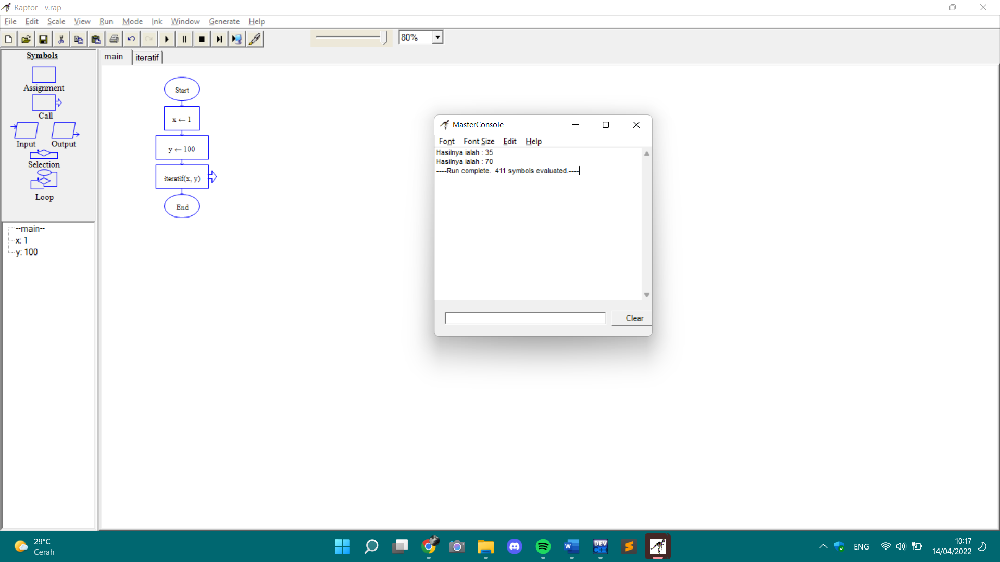 Raptor - v.rap
File Edit Scale View Run Mode Ink Window Generate Help
80%
Symbols
Assignment
Call
Input Output
Selection
Loop
--main--
x: 1
y: 100
main iteratif
Start
x ← 1
y ← 100
iteratif(x, y)
End
MasterConsole
Font Font Size Edit Help
Hasilnya ialah : 35
Hasilnya ialah : 70
----Run complete. 411 symbols evaluated.----
Clear
29°C
Cerah
W
DEV
C++
ENG
10:17
14/04/2022